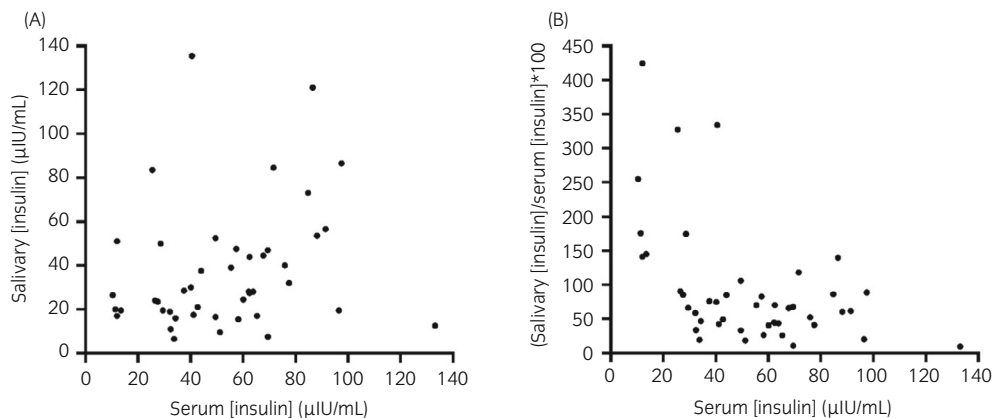 (A)
Salivary [insulin] (µIU/mL)
140
120
100
80
60
40
20
0
0 20 40 60 80 100 120 140
Serum [insulin] (µIU/mL)
(B)
(Salivary [insulin]/serum [insulin]*100
450
400
350
300
250
200
150
100
50
0
0 20 40 60 80 100 120 140
Serum [insulin] (µIU/mL)